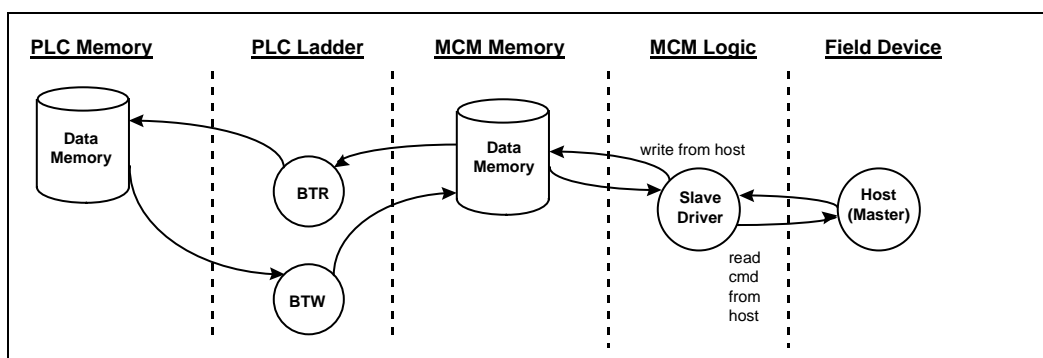 PLC Memory
PLC Ladder
MCM Memory
MCM Logic
Field Device
Data
Memory
BTR
BTW
Data
Memory
write from host
Slave
Driver
read
cmd
from
host
Host
(Master)